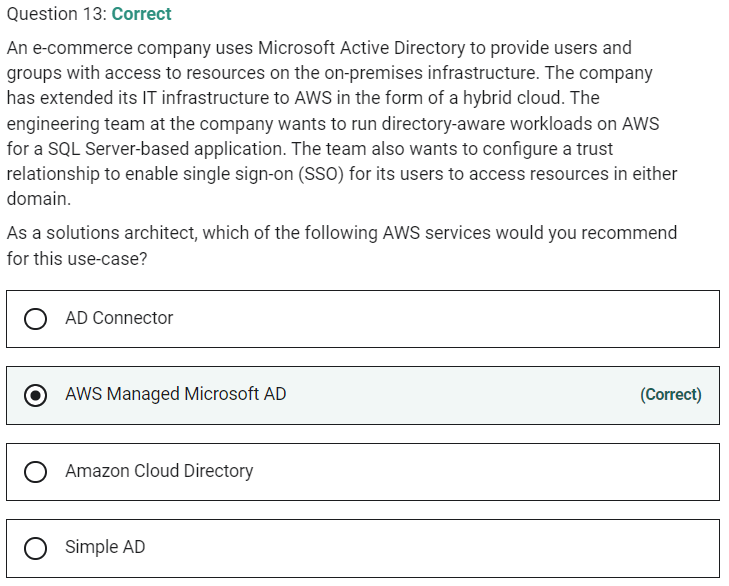 Question 13: Correct
An e-commerce company uses Microsoft Active Directory to provide users and
groups with access to resources on the on-premises infrastructure. The company
has extended its IT infrastructure to AWS in the form of a hybrid cloud. The
engineering team at the company wants to run directory-aware workloads on AWS
for a SQL Server-based application. The team also wants to configure a trust
relationship to enable single sign-on (SSO) for its users to access resources in either
domain.
As a solutions architect, which of the following AWS services would you recommend
for this use-case?
AD Connector
AWS Managed Microsoft AD (Correct)
Amazon Cloud Directory
Simple AD